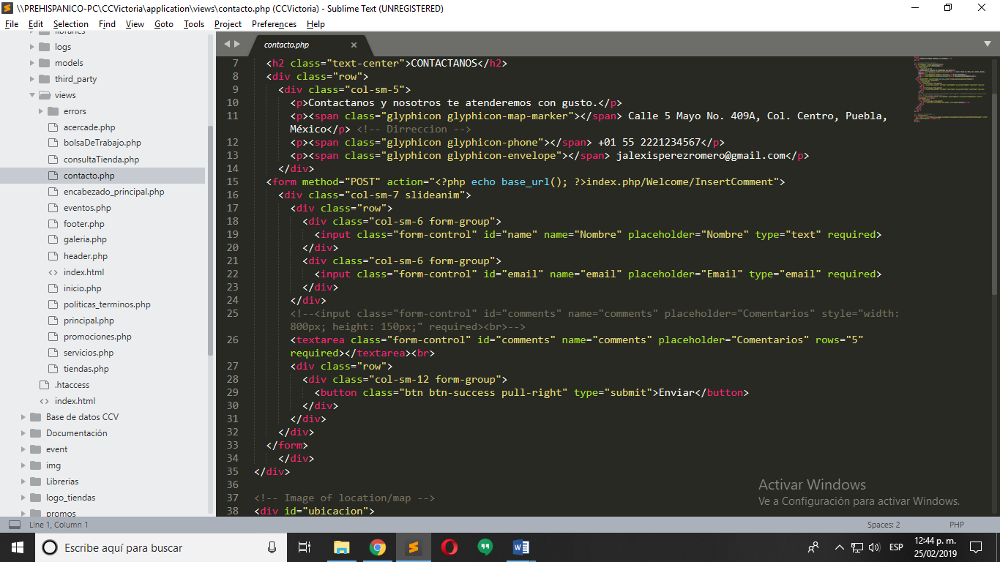 \\PREHISPANICO-PC\CCVictoria\application\views\contacto.php (CCVictoria) - Sublime Text (UNREGISTERED)
File Edit Selection Find View Goto Tools Project Preferences Help
libraries
logs
models
third_party
views
errors
acercade.php
bolsaDeTrabajo.php
consultaTienda.php
contacto.php
encabezado_principal.php
eventos.php
footer.php
galeria.php
header.php
index.html
inicio.php
politicas_terminos.php
principal.php
promociones.php
servicios.php
tiendas.php
.htaccess
index.html
Base de datos CCV
Documentación
event
img
Librerias
logo_tiendas
promos
contacto.php
7 <h2 class="text-center">CONTACTANOS</h2>
8 <div class="row">
9 <div class="col-sm-5">
10 <p>Contactanos y nosotros te atenderemos con gusto.</p>
11 <p><span class="glyphicon glyphicon-map-marker"></span> Calle 5 Mayo No. 409A, Col. Centro, Puebla,
México</p> <!-- Dirreccion -->
12 <p><span class="glyphicon glyphicon-phone"></span> +01 55 2221234567</p>
13 <p><span class="glyphicon glyphicon-envelope"></span> jalexisperezromero@gmail.com</p>
14 </div>
15 <form method="POST" action="<?php echo base_url(); ?>index.php/Welcome/InsertComment">
16 <div class="col-sm-7 slideanim">
17 <div class="row">
18 <div class="col-sm-6 form-group">
19 <input class="form-control" id="name" name="Nombre" placeholder="Nombre" type="text" required>
20 </div>
21 <div class="col-sm-6 form-group">
22 <input class="form-control" id="email" name="email" placeholder="Email" type="email" required>
23 </div>
24 </div>
25 <!--<input class="form-control" id="comments" name="comments" placeholder="Comentarios" style="width:
800px; height: 150px;" required><br>-->
26 <textarea class="form-control" id="comments" name="comments" placeholder="Comentarios" rows="5"
required></textarea><br>
27 <div class="row">
28 <div class="col-sm-12 form-group">
29 <button class="btn btn-success pull-right" type="submit">Enviar</button>
30 </div>
31 </div>
32 </div>
33 </form>
34 </div>
35 </div>
36
37 <!-- Image of location/map -->
38 <div id="ubicacion">
Activar Windows
Ve a Configuración para activar Windows.
Line 1, Column 1
Spaces: 2
PHP
Escribe aquí para buscar
ESP
12:44 p. m.
25/02/2019